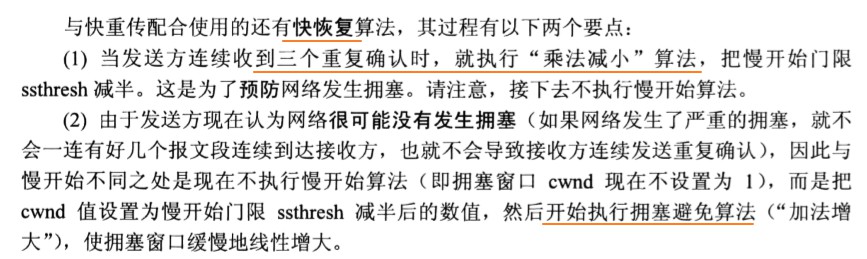 与快重传配合使用的还有快恢复算法，其过程有以下两个要点：
(1) 当发送方连续收到三个重复确认时，就执行“乘法减小”算法，把慢开始门限
ssthresh 减半。这是为了预防网络发生拥塞。请注意，接下去不执行慢开始算法。
(2) 由于发送方现在认为网络很可能没有发生拥塞（如果网络发生了严重的拥塞，就不
会一连有好几个报文段连续到达接收方，也就不会导致接收方连续发送重复确认），因此与
慢开始不同之处是现在不执行慢开始算法（即拥塞窗口 cwnd 现在不设置为 1），而是把
cwnd 值设置为慢开始门限 ssthresh 减半后的数值，然后开始执行拥塞避免算法（“加法增
大”），使拥塞窗口缓慢地线性增大。